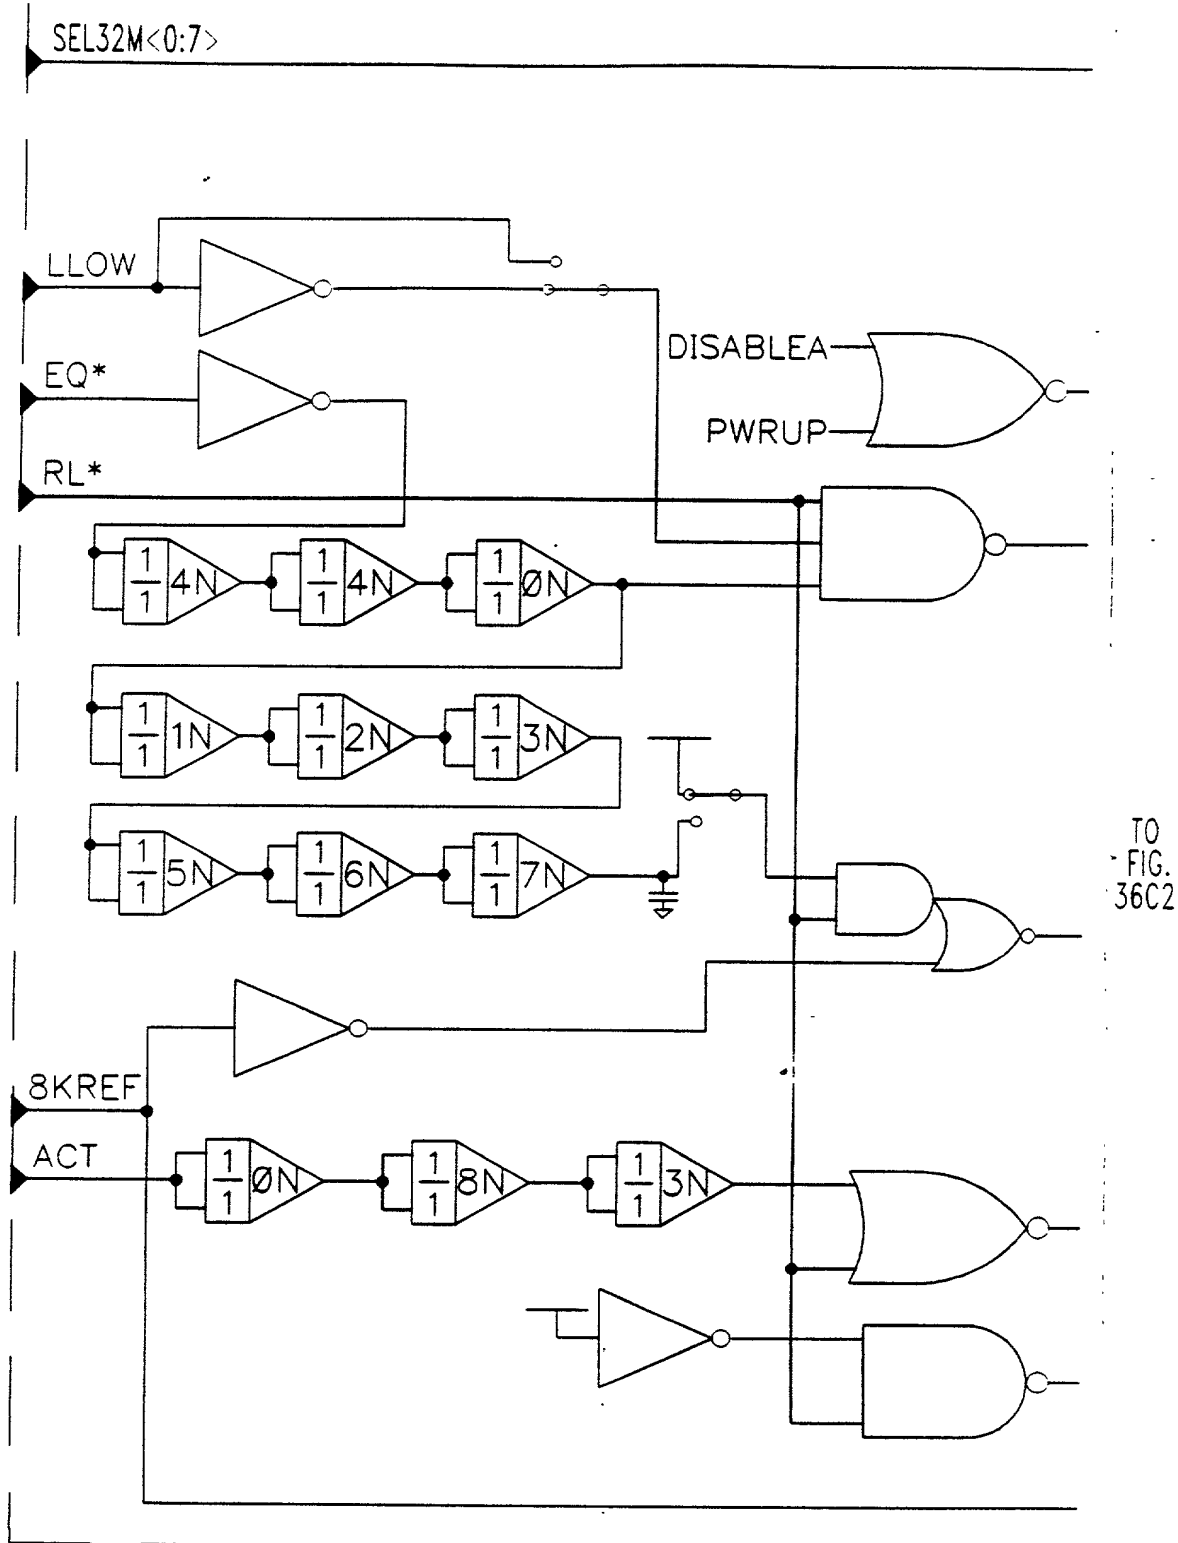 SEL32M<0:7>
LLOW
EQ*
DISABLEA
PWRUP
RL*
1 1 4N 1 1 4N 1 1 ØN
1 1 1N 1 1 2N 1 1 3N
1 1 5N 1 1 6N 1 1 7N
TO
FIG.
36C2
8KREF
ACT
1 1 ØN 1 1 8N 1 1 3N